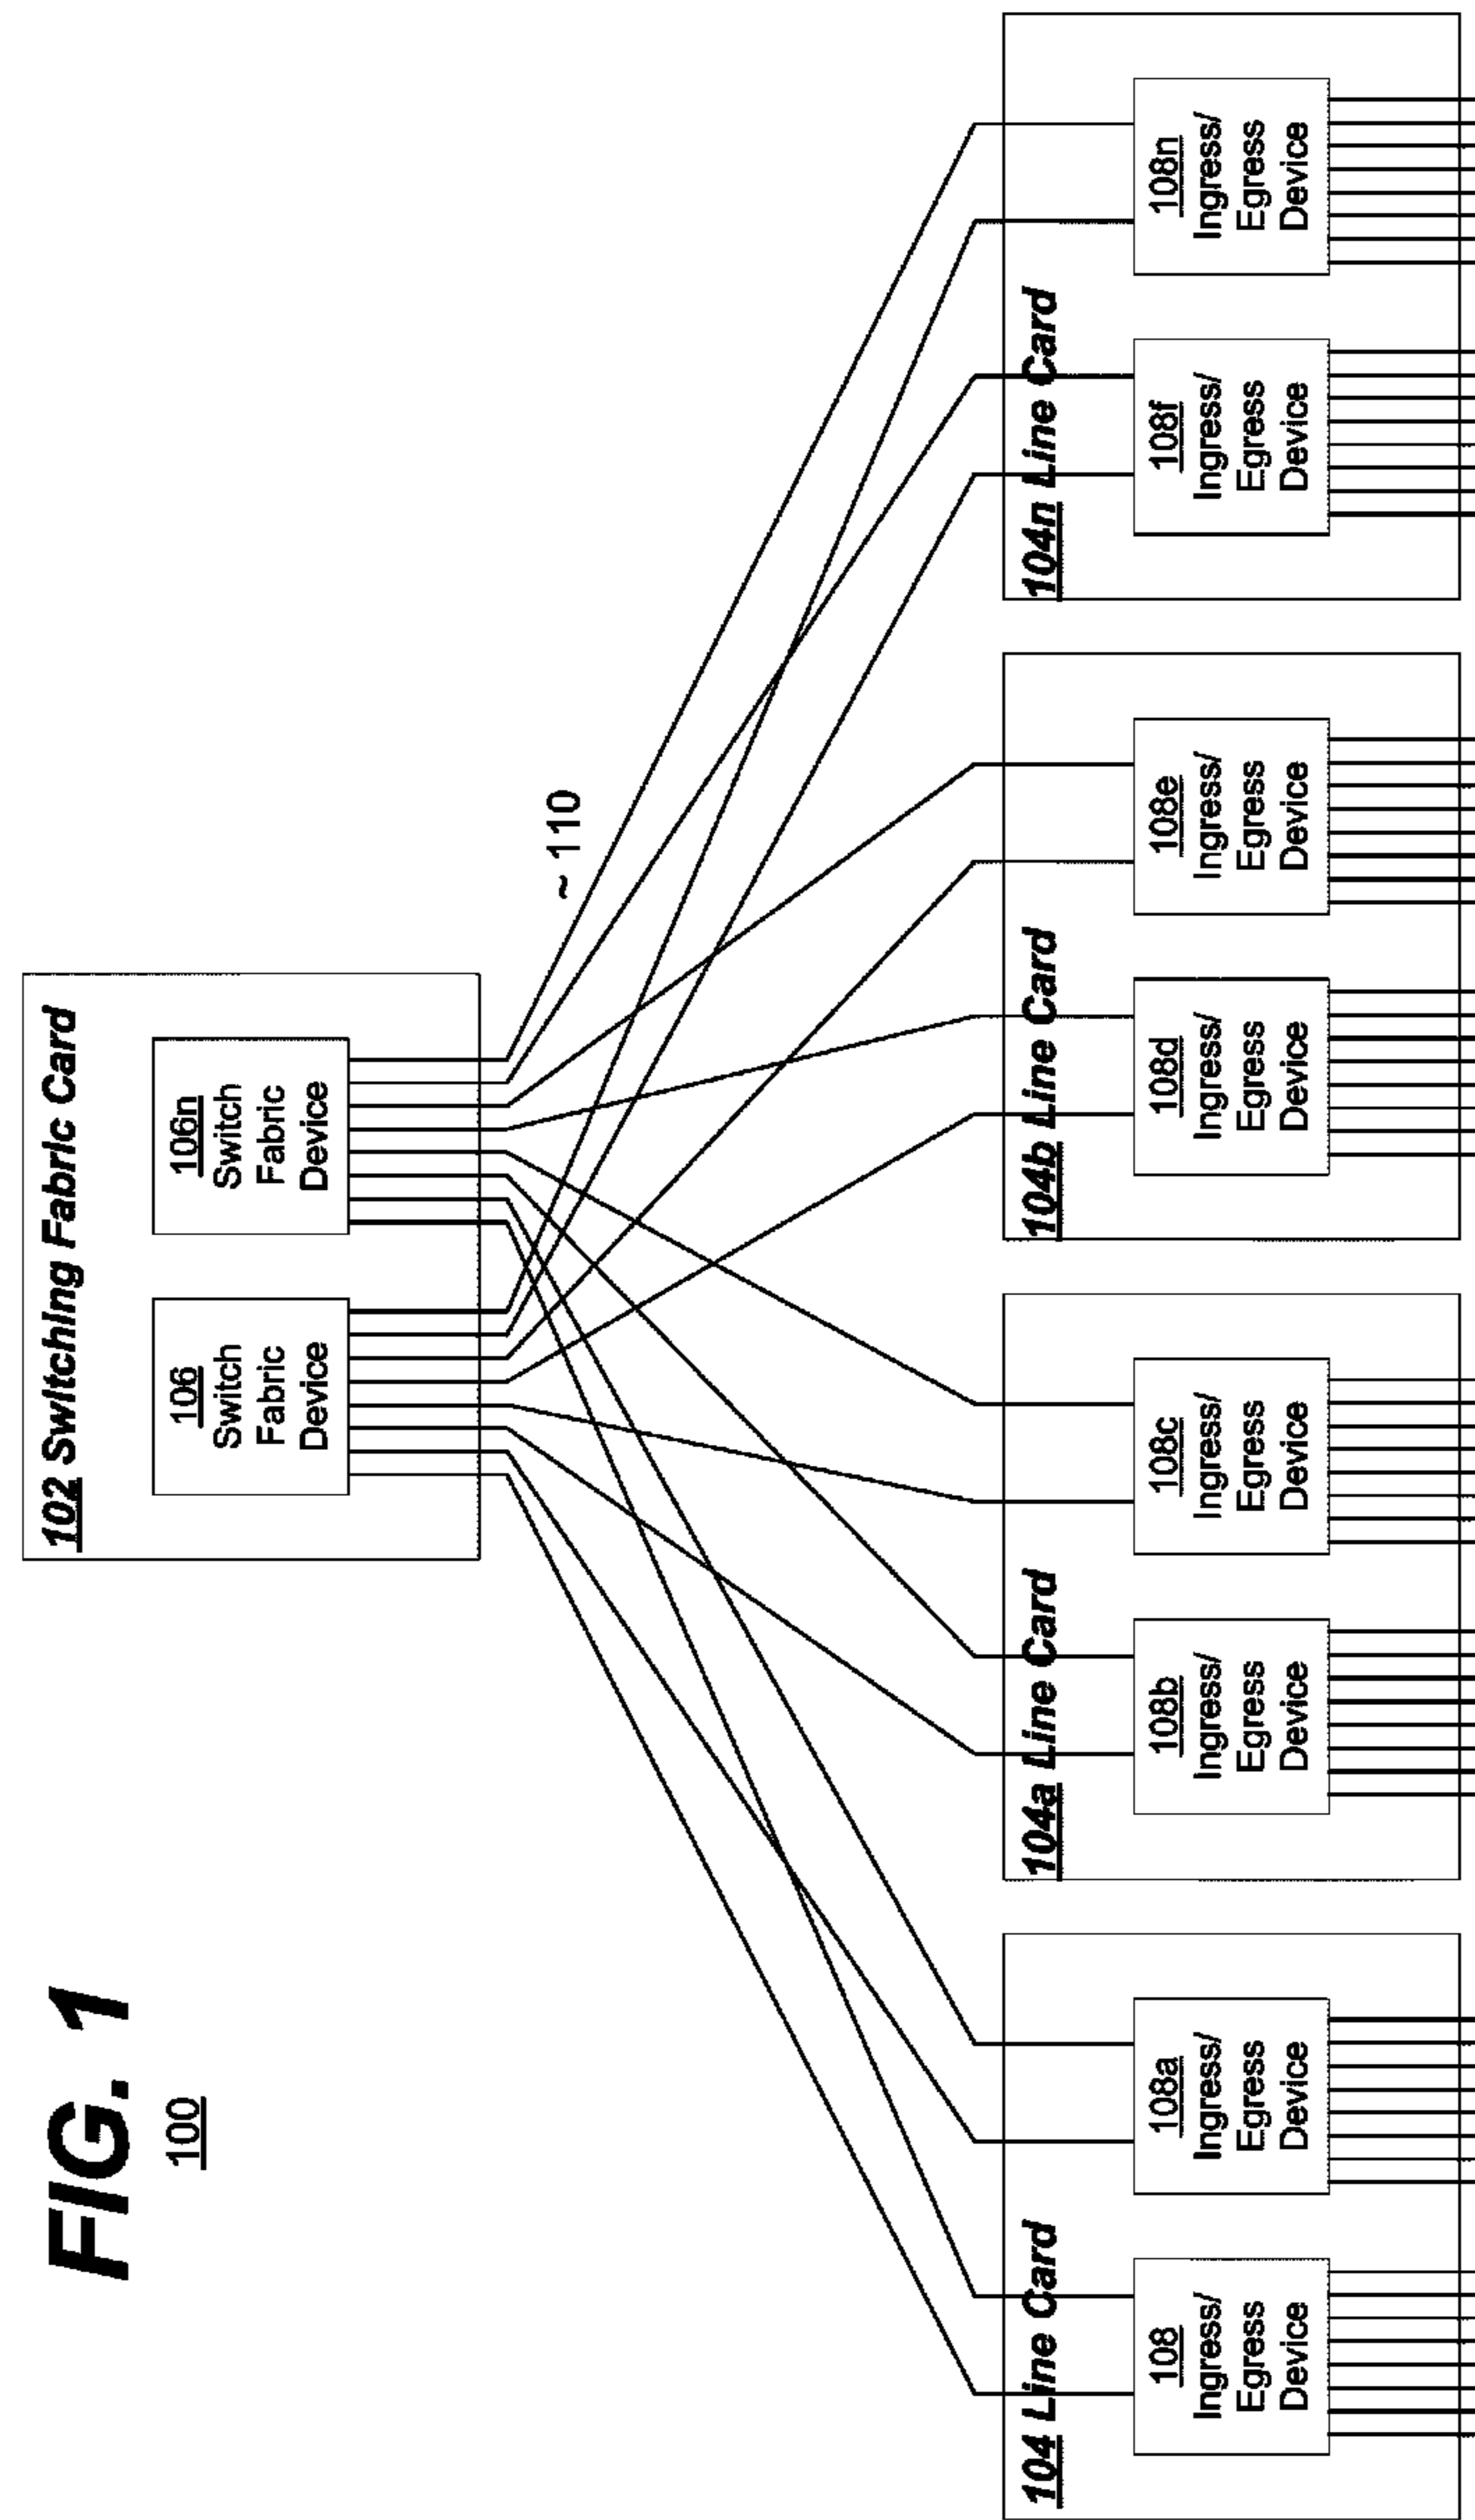 FIG. 1
100
102 Switching Fabric Card
106
Switch
Fabric
Device
106n
Switch
Fabric
Device
~ 110
104 Line Card
108
Ingress/
Egress
Device
108a
Ingress/
Egress
Device
104a Line Card
108b
Ingress/
Egress
Device
108c
Ingress/
Egress
Device
104b Line Card
108d
Ingress/
Egress
Device
108e
Ingress/
Egress
Device
104n Line Card
108f
Ingress/
Egress
Device
108n
Ingress/
Egress
Device